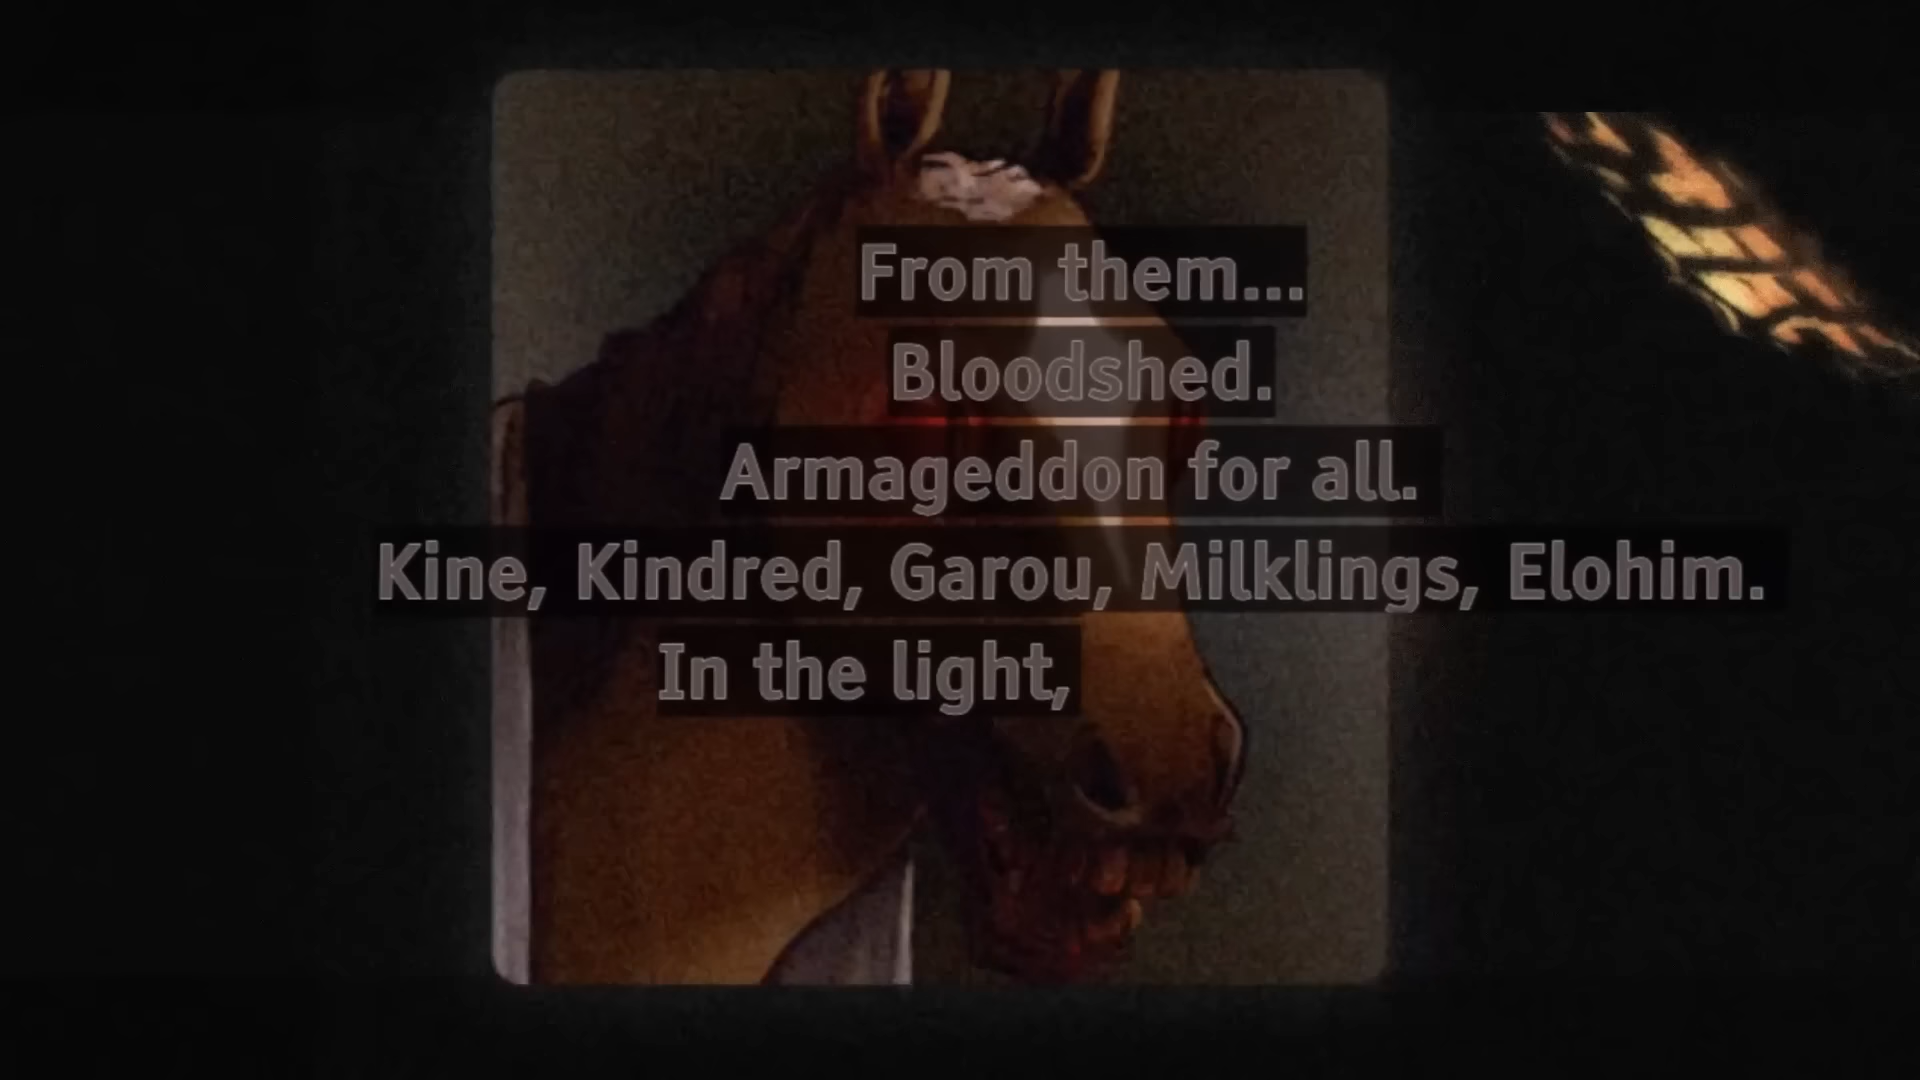 From them...
Bloodshed.
Armageddon for all.
Kine, Kindred, Garou, Milklings, Elohim.
In the light,